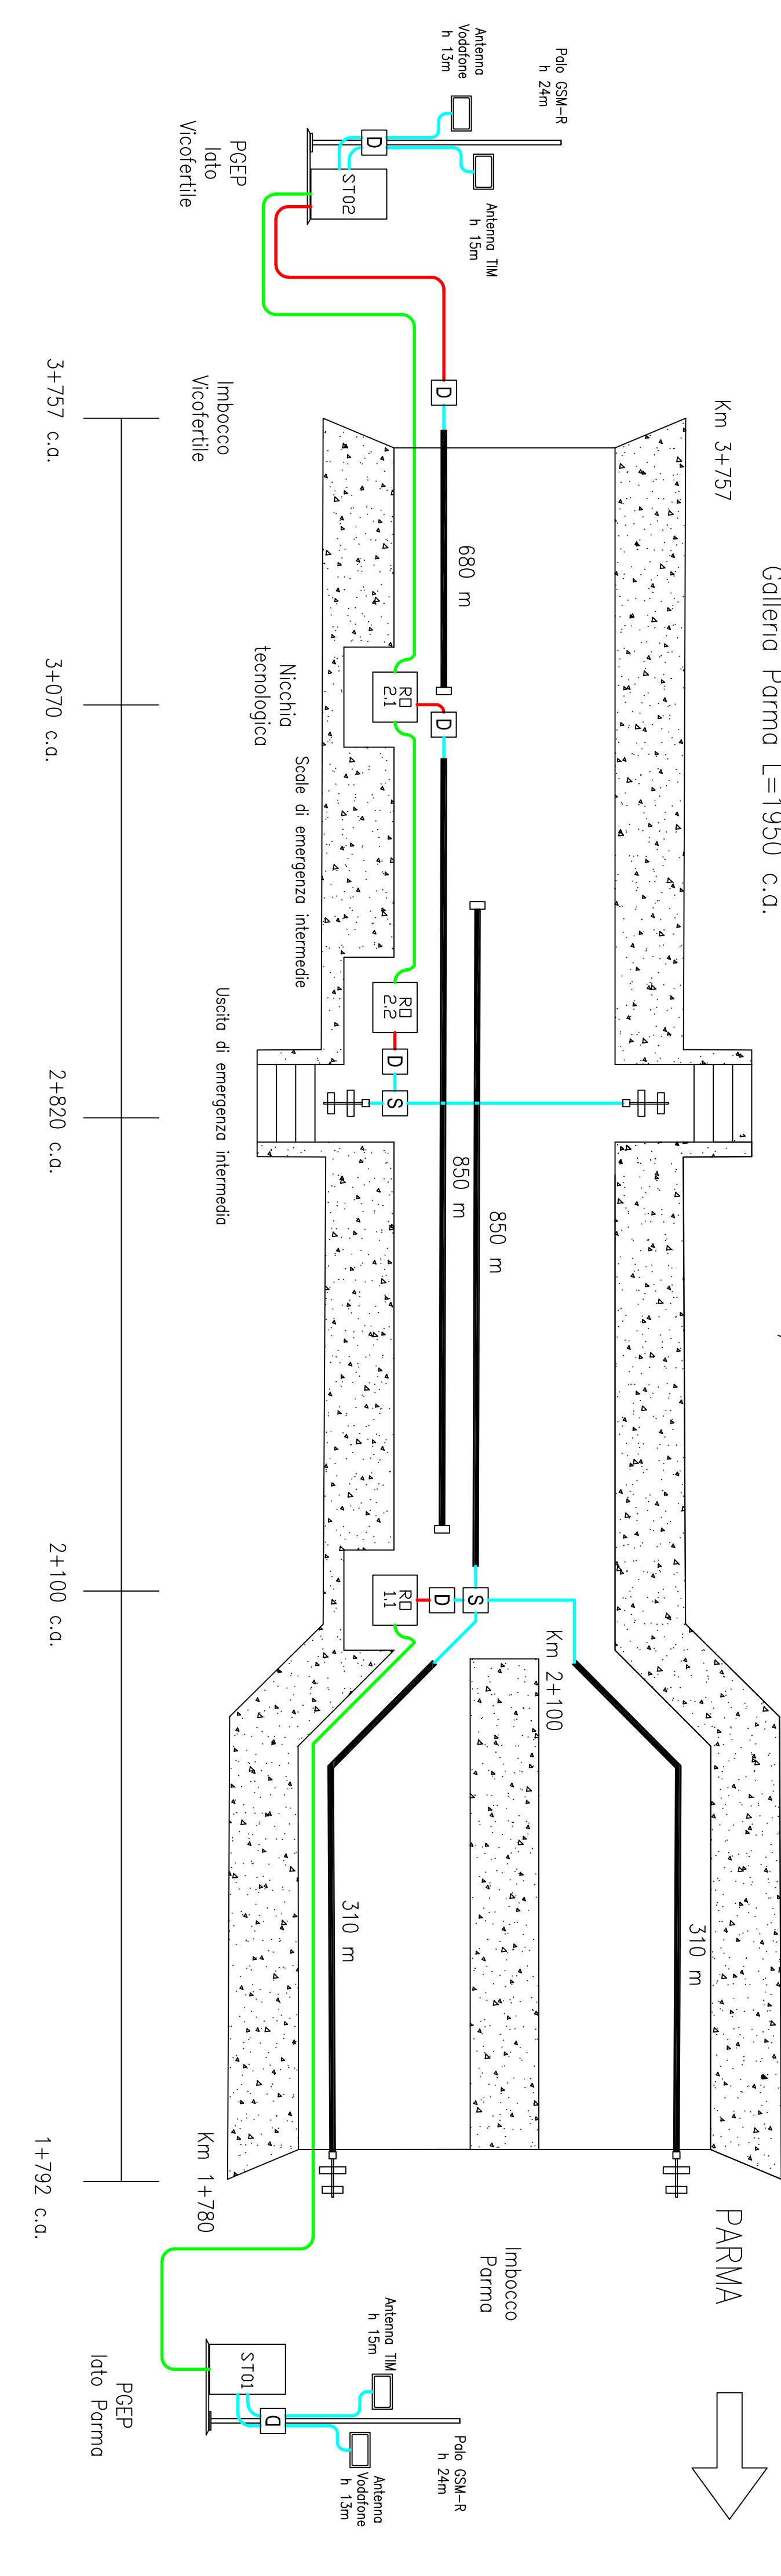 Palo GSM-R
h 24m
Antenna
Vodafone
h 13m
Antenna TIM
h 15m
D
ST02
PGEP
lato
Vicofertile
D
Imbocco
Vicofertile
3+757 c.a.
Km 3+757
Galleria Parma L=1950 c.a.
680 m
R□
2.1
D
Nicchia
tecnologica
3+070 c.a.
Scale di emergenza intermedie
R□
2.2
D
S
Uscita di emergenza intermedia
2+820 c.a.
850 m
850 m
R□
1.1
D
S
2+100 c.a.
Km 2+100
310 m
310 m
Km 1+780
1+792 c.a.
PARMA
Imbocco
Parma
Antenna TIM
h 15m
ST01
D
PGEP
lato Parma
Palo GSM-R
h 24m
Antenna
Vodafone
h 13m